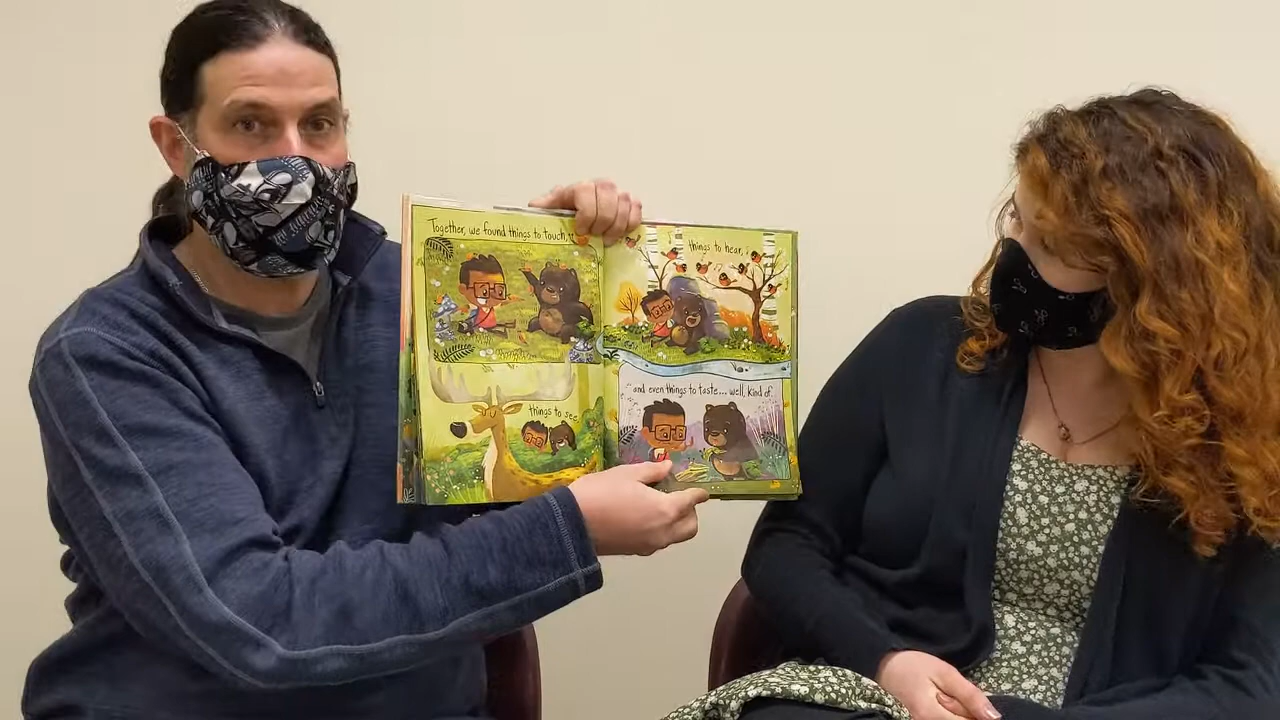 Together, we found things to touch,
things to see,
things to hear,
and even things to taste... well, kind of.